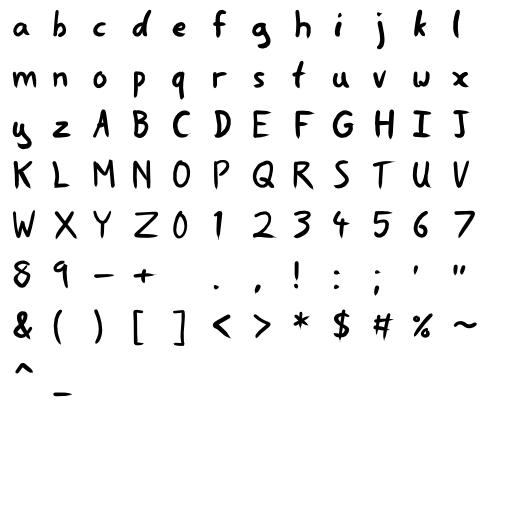 a b c d e f g h i j k l
m n o p q r s t u v w x
y z A B C D E F G H I J
K L M N O P Q R S T U V
W X Y Z 0 1 2 3 4 5 6 7
8 9 - + . , ! : ; ' "
& ( ) [ ] < > * $ # % ~
^ _